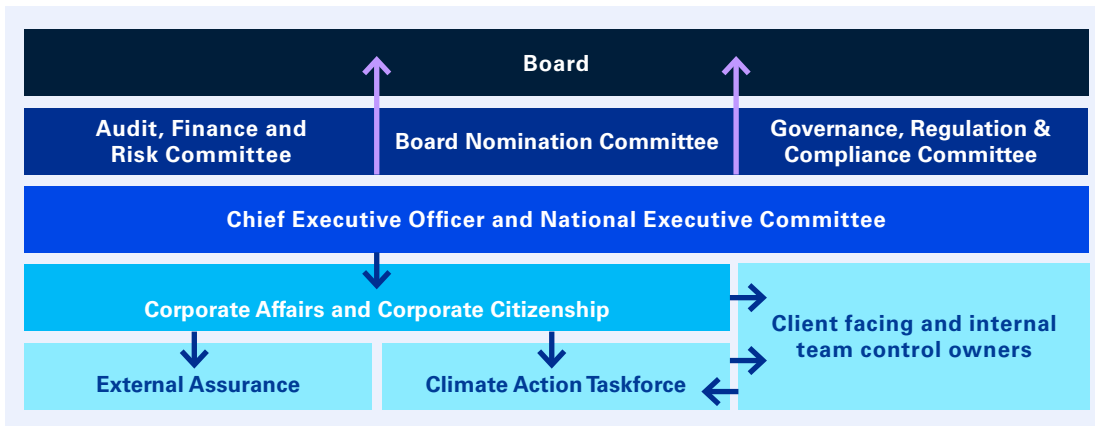 Board
Audit, Finance and
Risk Committee
Board Nomination Committee
Governance, Regulation &
Compliance Committee
Chief Executive Officer and National Executive Committee
Corporate Affairs and Corporate Citizenship
Client facing and internal
team control owners
External Assurance
Climate Action Taskforce